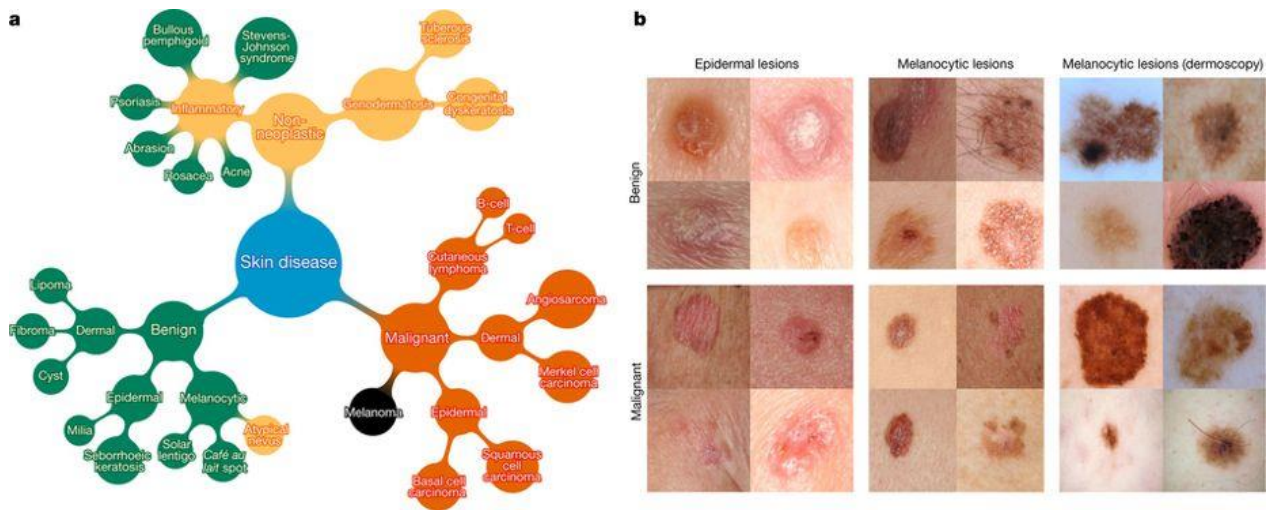 a
Bullous
pemphigoid
Stevens-
Johnson
syndrome
Psoriasis
Inflammatory
Abrasion
Rosacea
Acne
Non-
neoplastic
Genodermatosis
Tuberous
sclerosis
Congenital
dyskeratosis
Skin disease
B-cell
T-cell
Cutaneous
lymphoma
Angiosarcoma
Malignant
Dermal
Merkel cell
carcinoma
Melanoma
Epidermal
Squamous
cell
carcinoma
Basal cell
carcinoma
Lipoma
Benign
Fibroma
Dermal
Cyst
Epidermal
Melanocytic
Milia
Seborrhoeic
keratosis
Solar
lentigo
Café au
lait spot
Atypical
nevus
b
Epidermal lesions
Melanocytic lesions
Melanocytic lesions (dermoscopy)
Benign
Malignant